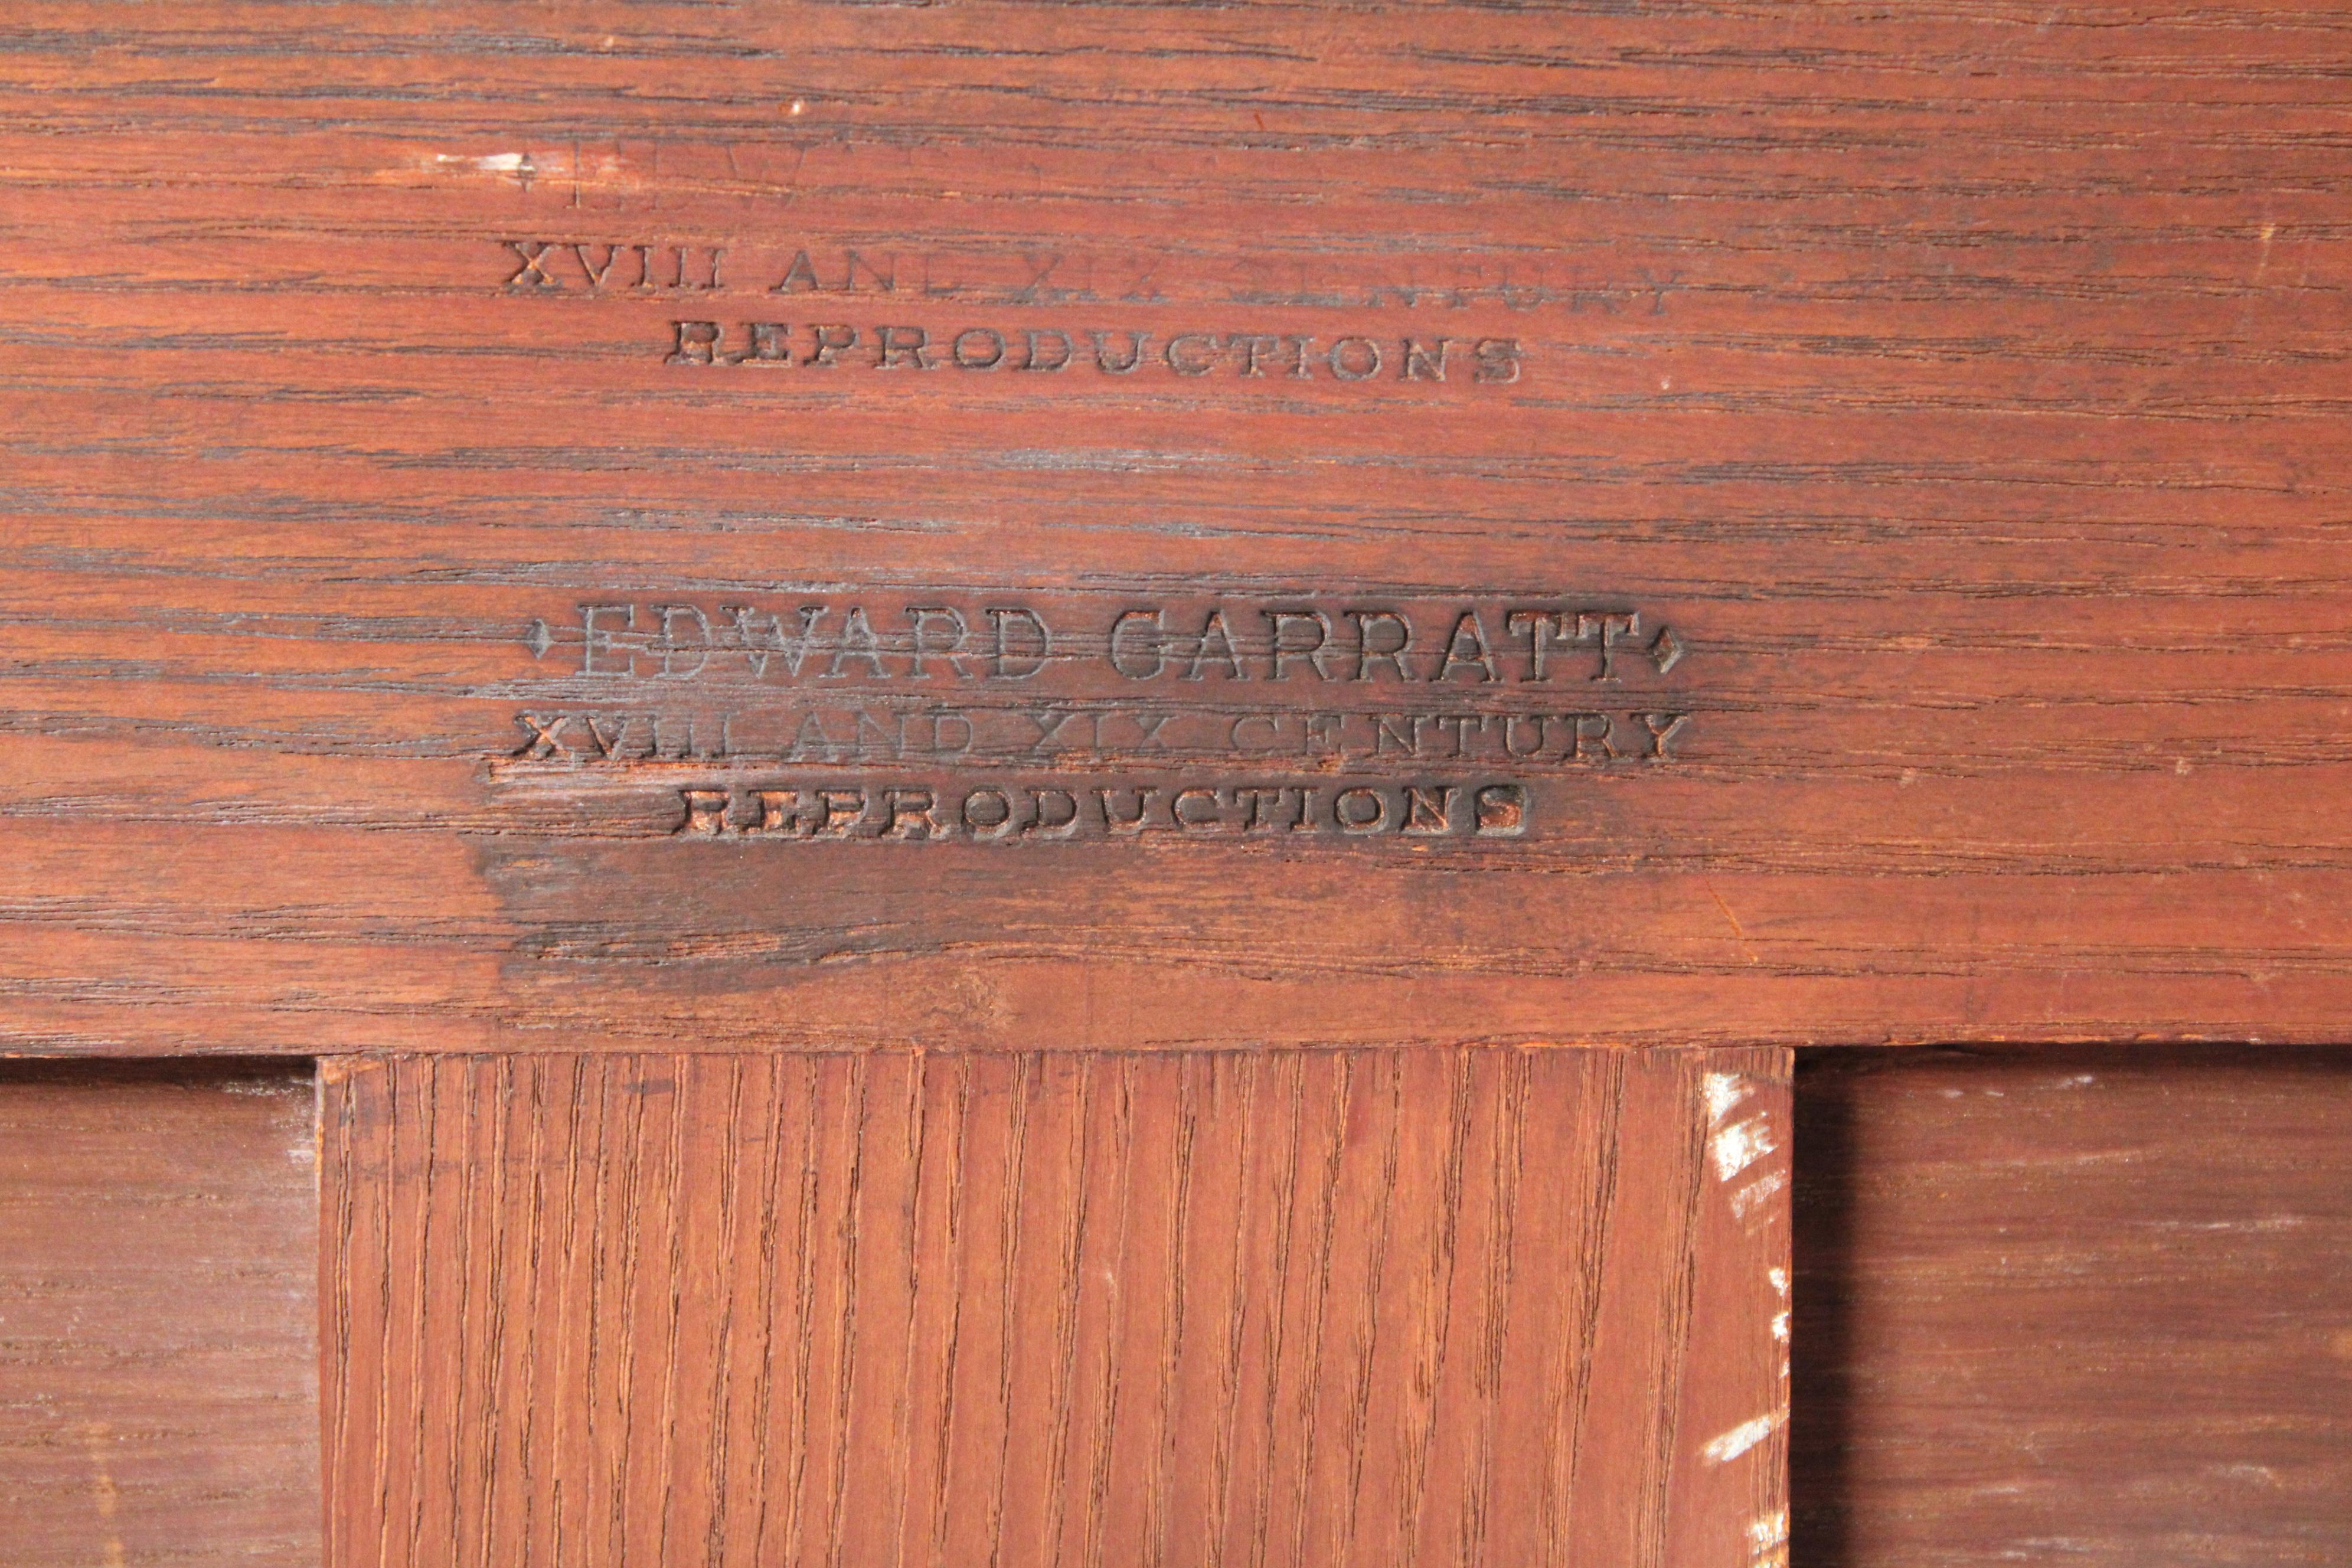 XVIII AND XIX CENTURY
REPRODUCTIONS
EDWARD GARRATT
XVIII AND XIX CENTURY
REPRODUCTIONS